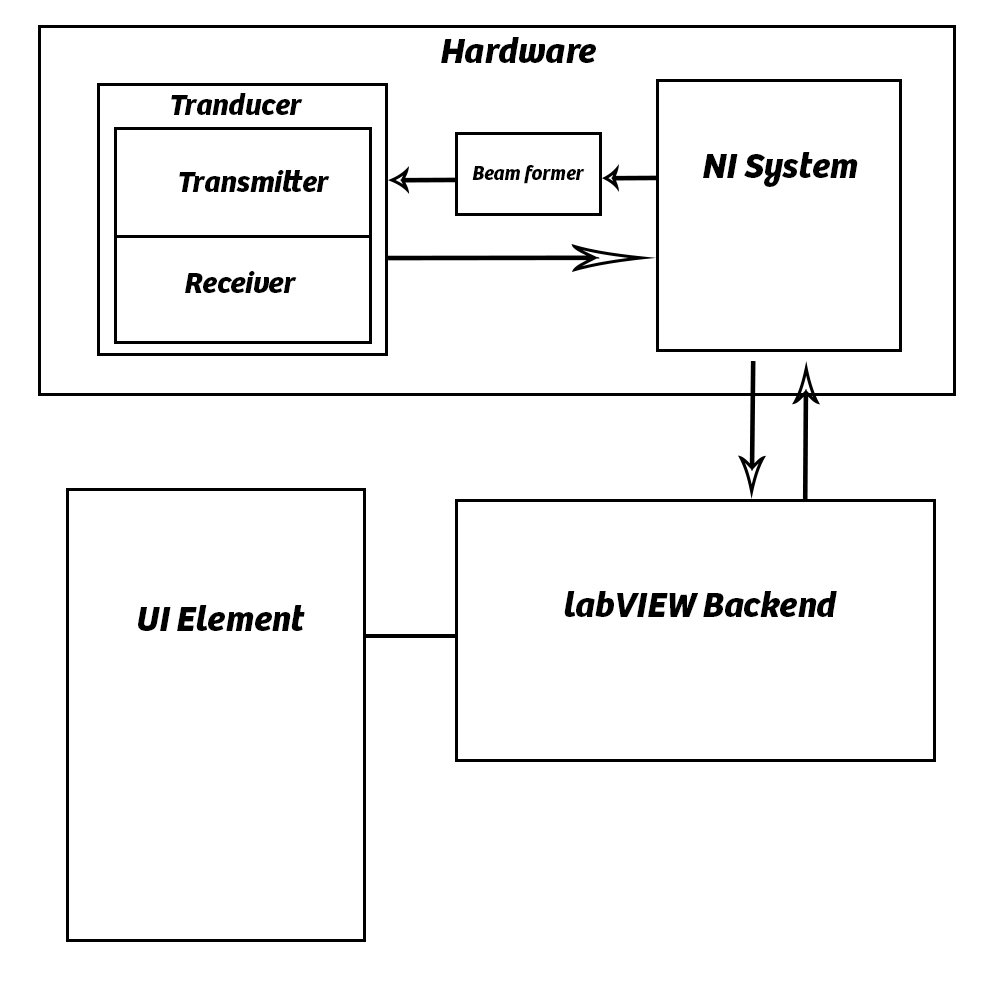 Hardware
Tranducer
Transmitter
Receiver
Beam former
NI System
UI Element
labVIEW Backend